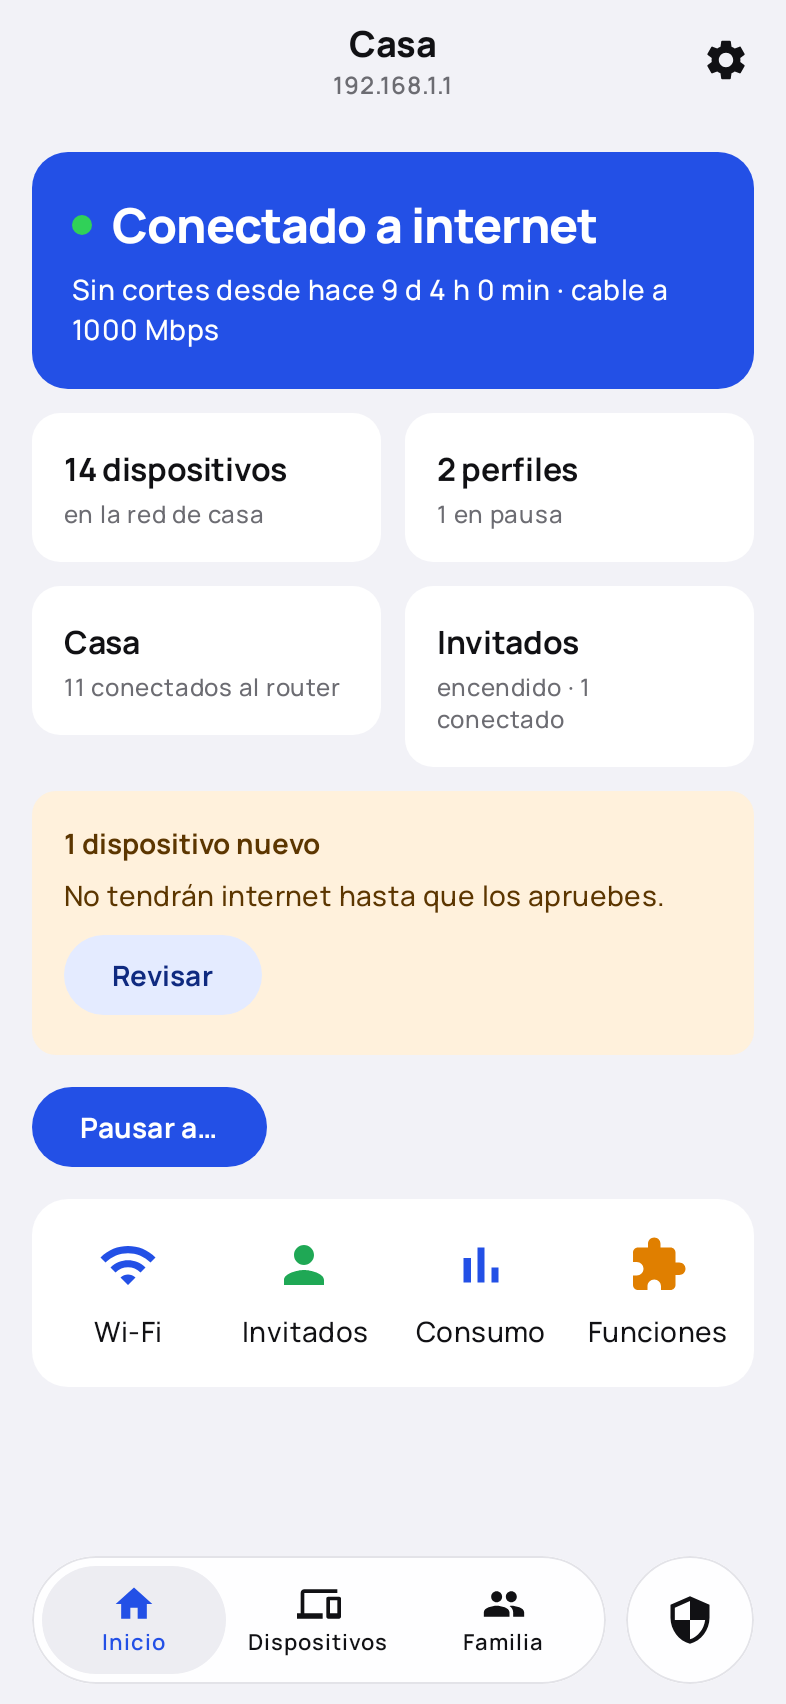 Casa
192.168.1.1
Conectado a internet
Sin cortes desde hace 9 d 4 h 0 min · cable a
1000 Mbps
14 dispositivos
en la red de casa
2 perfiles
1 en pausa
Casa
11 conectados al router
Invitados
encendido · 1
conectado
1 dispositivo nuevo
No tendrán internet hasta que los apruebes.
Revisar
Pausar a…
Wi-Fi
Invitados
Consumo
Funciones
Inicio
Dispositivos
Familia